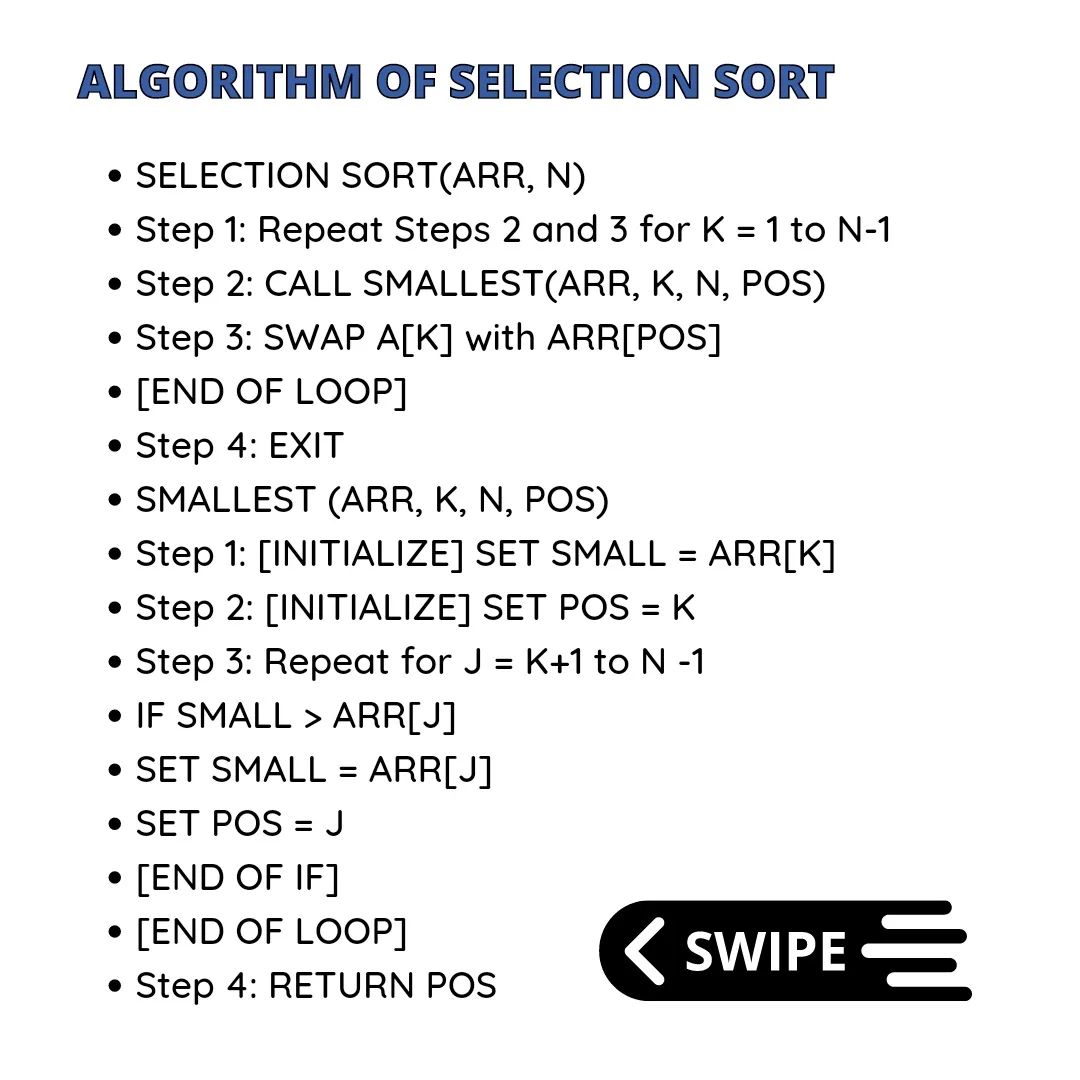 ALGORITHM OF SELECTION SORT
• SELECTION SORT(ARR, N)
• Step 1: Repeat Steps 2 and 3 for K = 1 to N-1
• Step 2: CALL SMALLEST(ARR, K, N, POS)
• Step 3: SWAP A[K] with ARR[POS]
• [END OF LOOP]
• Step 4: EXIT
• SMALLEST (ARR, K, N, POS)
• Step 1: [INITIALIZE] SET SMALL = ARR[K]
• Step 2: [INITIALIZE] SET POS = K
• Step 3: Repeat for J = K+1 to N -1
• IF SMALL > ARR[J]
• SET SMALL = ARR[J]
• SET POS = J
• [END OF IF]
• [END OF LOOP]
• Step 4: RETURN POS
SWIPE